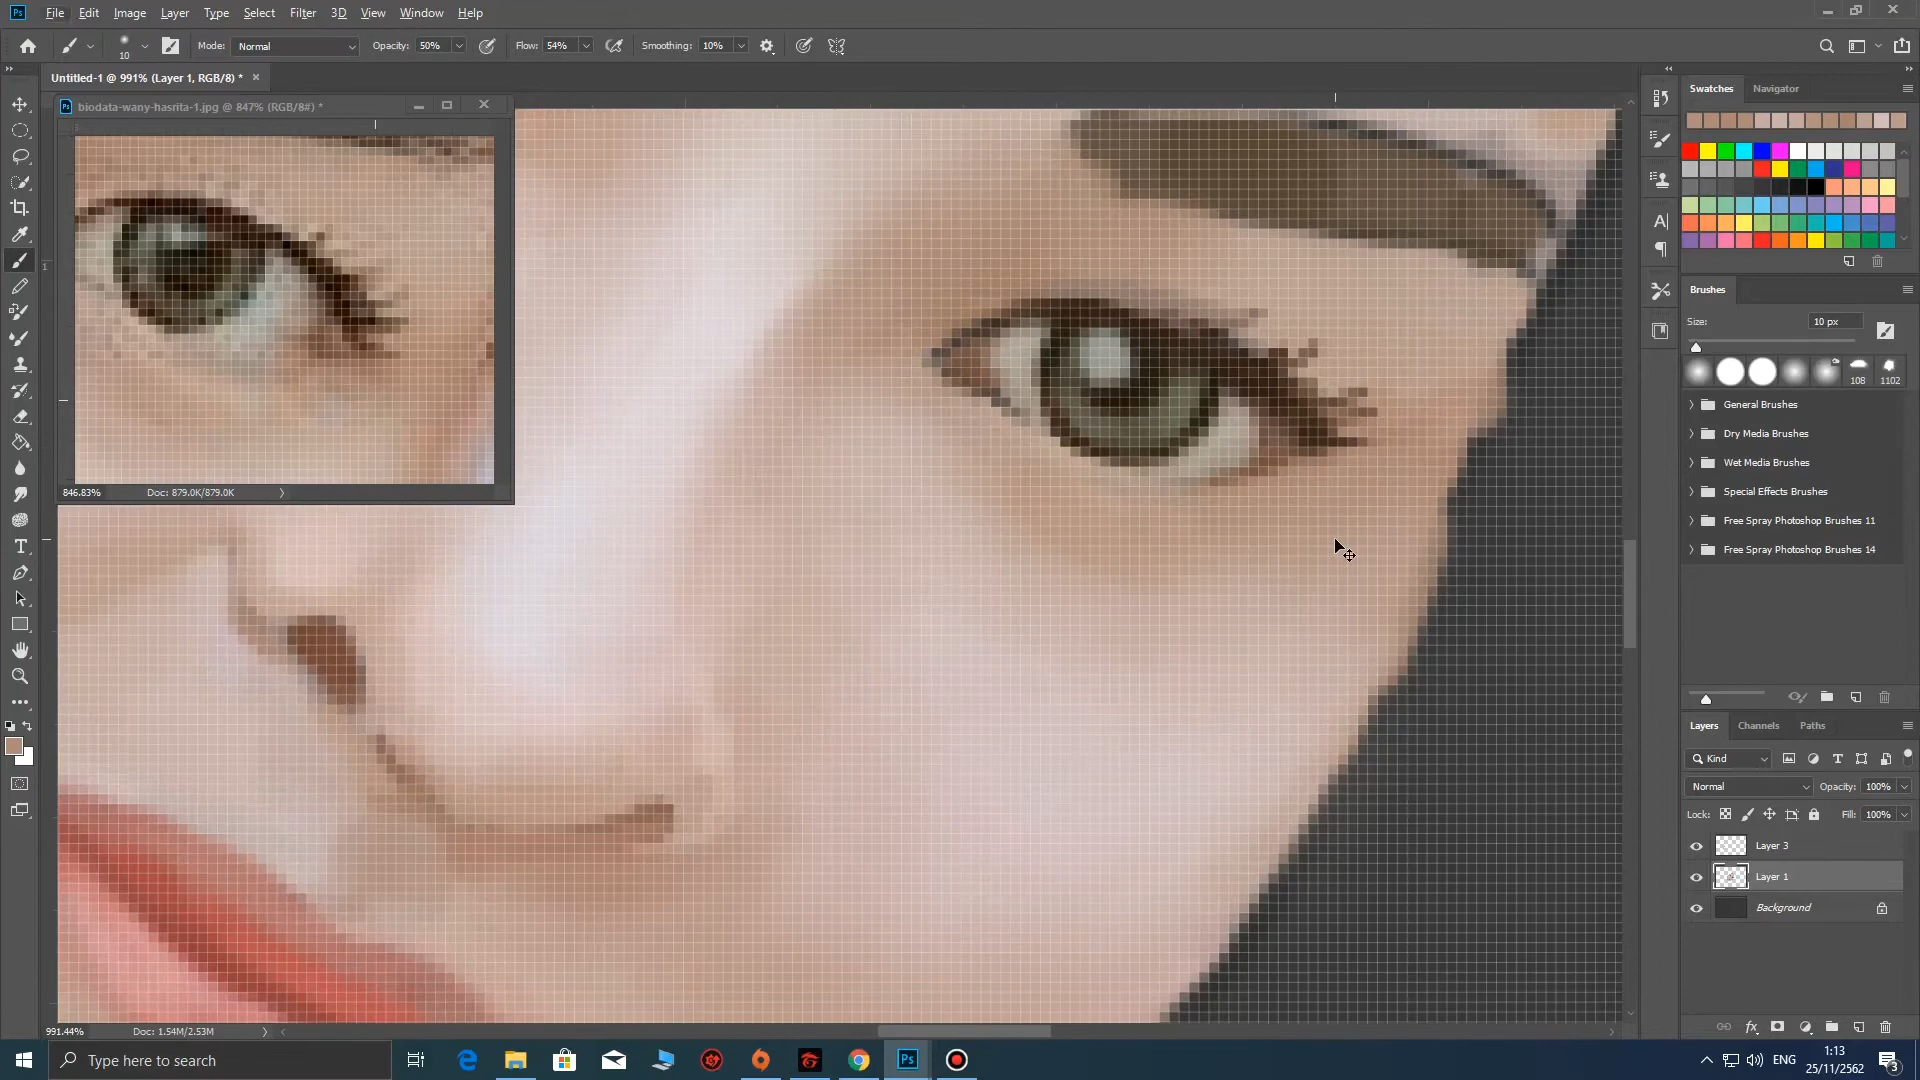 Ps File Edit Image Layer Type Select Filter 3D View Window Help
10 Mode: Normal Opacity: 50% Flow: 54% Smoothing: 10%
Untitled-1 @ 991% (Layer 1, RGB/8) *
Ps biodata-wany-hasrita-1.jpg @ 847% (RGB/8#) *
846.83% Doc: 879.0K/879.0K
991.44% Doc: 1.54M/2.53M
Swatches Navigator
Brushes
Size: 10 px
108 1102
General Brushes
Dry Media Brushes
Wet Media Brushes
Special Effects Brushes
Free Spray Photoshop Brushes 11
Free Spray Photoshop Brushes 14
Layers Channels Paths
Kind
Normal Opacity: 100%
Lock: Fill: 100%
Layer 3
Layer 1
Background
Type here to search
Ps
ENG
1:13
25/11/2562
3